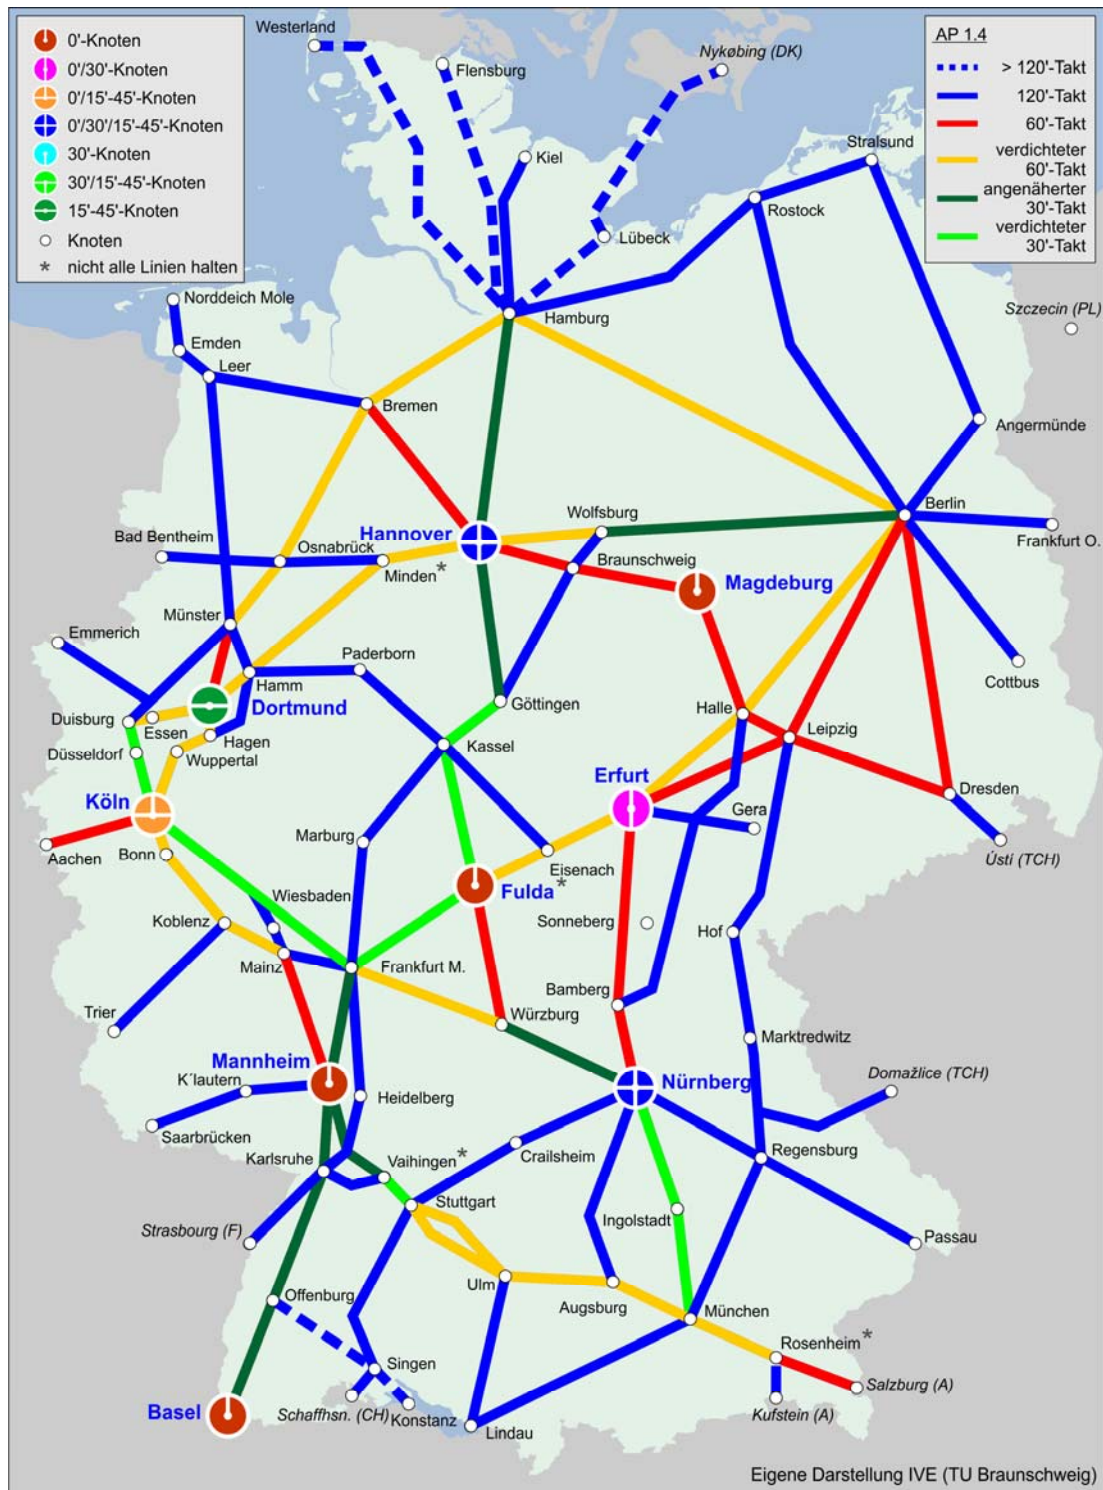 0'-Knoten
0'/30'-Knoten
0'/15'-45'-Knoten
0'/30'/15'-45'-Knoten
30'-Knoten
30'/15'-45'-Knoten
15'-45'-Knoten
Knoten
* nicht alle Linien halten
AP 1.4
> 120'-Takt
120'-Takt
60'-Takt
verdichteter
60'-Takt
angenäherter
30'-Takt
verdichteter
30'-Takt
Westerland
Flensburg
Nykøbing (DK)
Kiel
Stralsund
Rostock
Lübeck
Norddeich Mole
Hamburg
Szczecin (PL)
Emden
Leer
Bremen
Angermünde
Berlin
Wolfsburg
Hannover
Bad Bentheim
Osnabrück
Frankfurt O.
Braunschweig
Minden*
Magdeburg
Münster
Emmerich
Paderborn
Cottbus
Hamm
Göttingen
Dortmund
Halle
Duisburg
Essen
Hagen
Leipzig
Düsseldorf
Wuppertal
Kassel
Erfurt
Dresden
Köln
Gera
Marburg
Aachen
Bonn
Ústí (TCH)
Eisenach
Fulda*
Wiesbaden
Sonneberg
Koblenz
Hof
Mainz
Frankfurt M.
Bamberg
Trier
Würzburg
Marktredwitz
Mannheim
K´lautern
Nürnberg
Domažlice (TCH)
Heidelberg
Saarbrücken
Crailsheim
Regensburg
Karlsruhe
Vaihingen*
Stuttgart
Strasbourg (F)
Ingolstadt
Passau
Ulm
Offenburg
Augsburg
München
Rosenheim*
Singen
Salzburg (A)
Basel
Schaffhsn. (CH)
Konstanz
Kufstein (A)
Lindau
Eigene Darstellung IVE (TU Braunschweig)